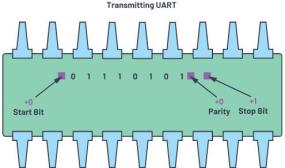 Transmitting UART
0 1 1 1 0 1 0 1
+0 +0 +1
Start Bit Parity Stop Bit